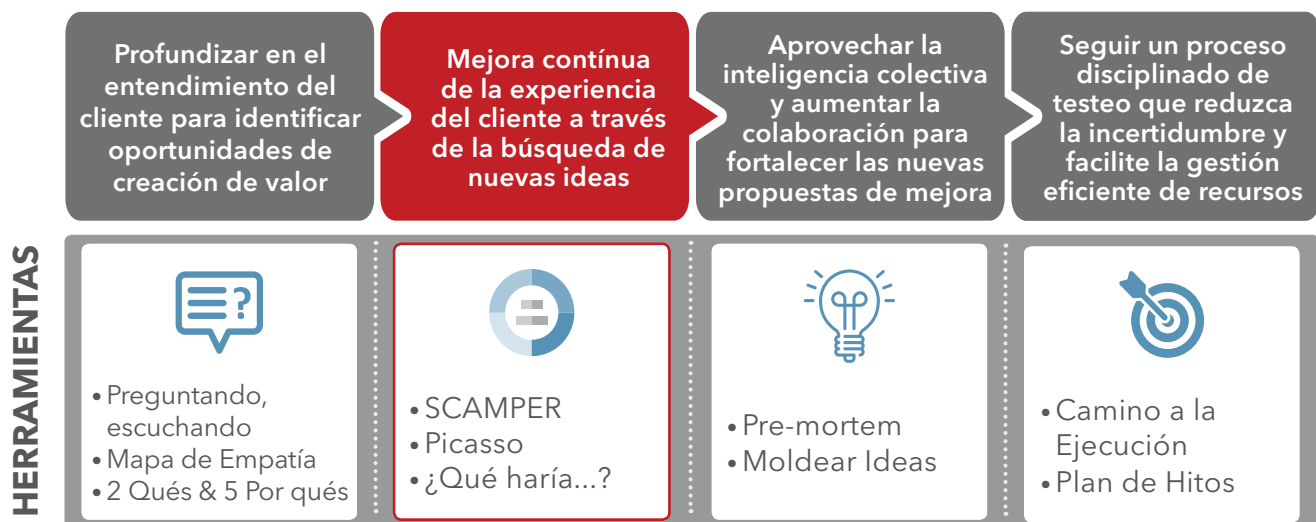 Profundizar en el
entendimiento del
cliente para identificar
oportunidades de
creación de valor
Mejora contínua
de la experiencia
del cliente a través
de la búsqueda de
nuevas ideas
Aprovechar la
inteligencia colectiva
y aumentar la
colaboración para
fortalecer las nuevas
propuestas de mejora
Seguir un proceso
disciplinado de
testeo que reduzca
la incertidumbre y
facilite la gestión
eficiente de recursos
HERRAMIENTAS
?
• Preguntando,
escuchando
• Mapa de Empatía
• 2 Qués & 5 Por qués
• SCAMPER
• Picasso
• ¿Qué haría...?
• Pre-mortem
• Moldear Ideas
• Camino a la
Ejecución
• Plan de Hitos